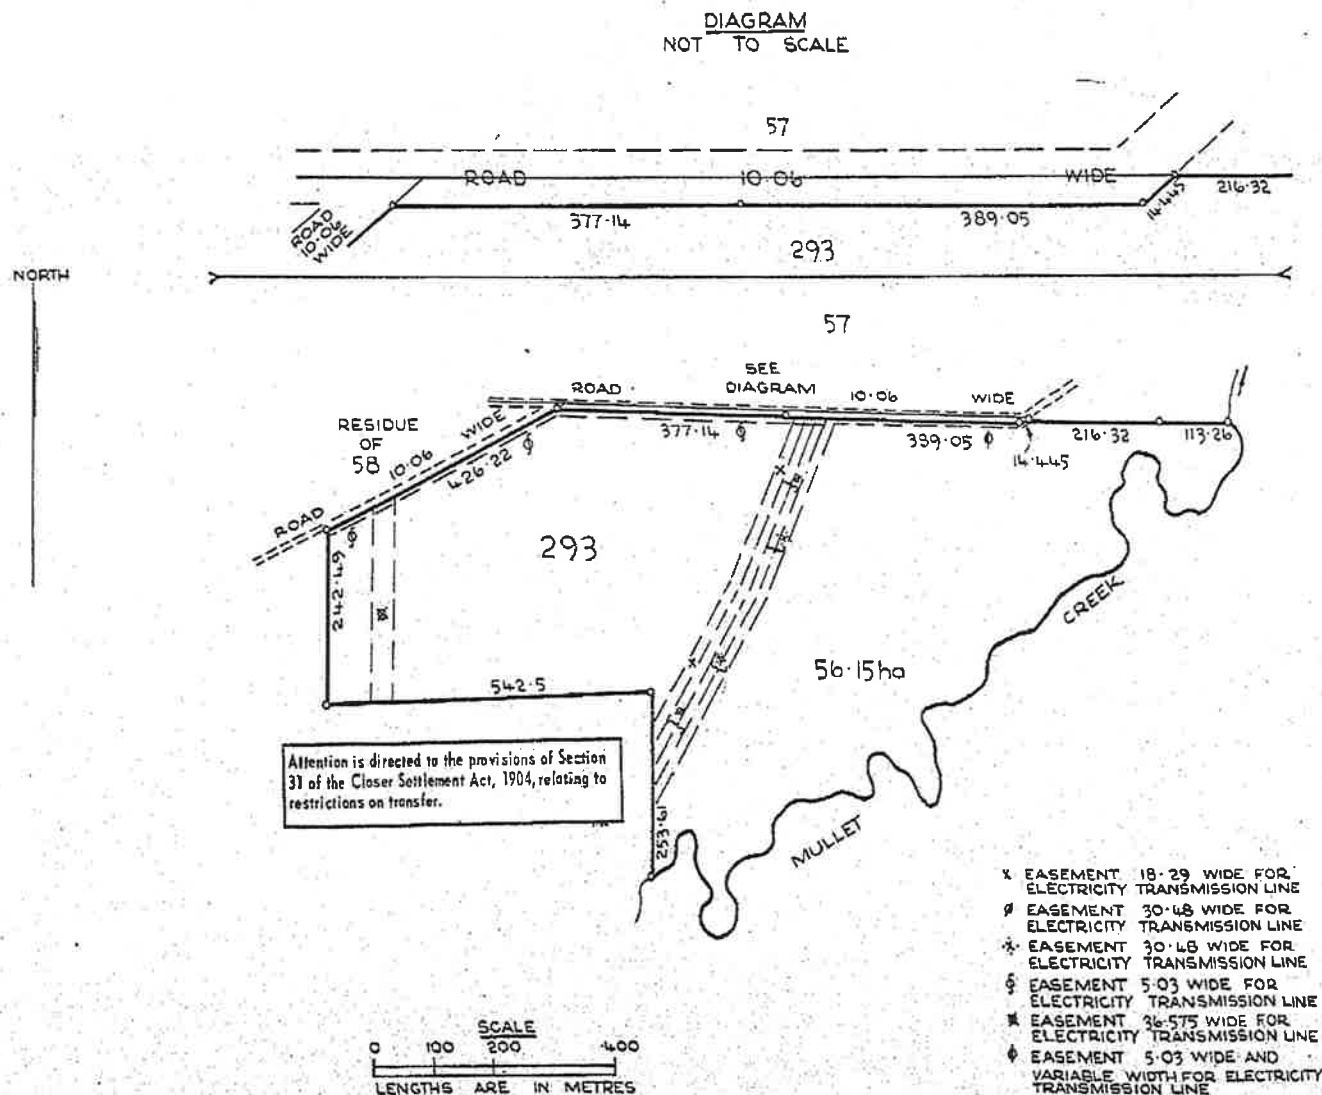 DIAGRAM
NOT TO SCALE
57
ROAD 10·06 WIDE
216·32
14·445
377·14
389·05
ROAD
10·06
WIDE
293
NORTH
57
SEE
DIAGRAM
ROAD
10·06
WIDE
RESIDUE
OF
58
WIDE
10·06
ROAD
426·22
377·14
389·05
14·445
216·32
113·26
242·49
293
542·5
56·15ha
CREEK
MULLET
253·61
Attention is directed to the provisions of Section
31 of the Closer Settlement Act, 1904, relating to
restrictions on transfer.
EASEMENT 18·29 WIDE FOR
ELECTRICITY TRANSMISSION LINE
EASEMENT 30·48 WIDE FOR
ELECTRICITY TRANSMISSION LINE
EASEMENT 30·48 WIDE FOR
ELECTRICITY TRANSMISSION LINE
EASEMENT 5·03 WIDE FOR
ELECTRICITY TRANSMISSION LINE
EASEMENT 36·575 WIDE FOR
ELECTRICITY TRANSMISSION LINE
EASEMENT 5·03 WIDE AND
VARIABLE WIDTH FOR ELECTRICITY
TRANSMISSION LINE
SCALE
0 100 200 400
LENGTHS ARE IN METRES